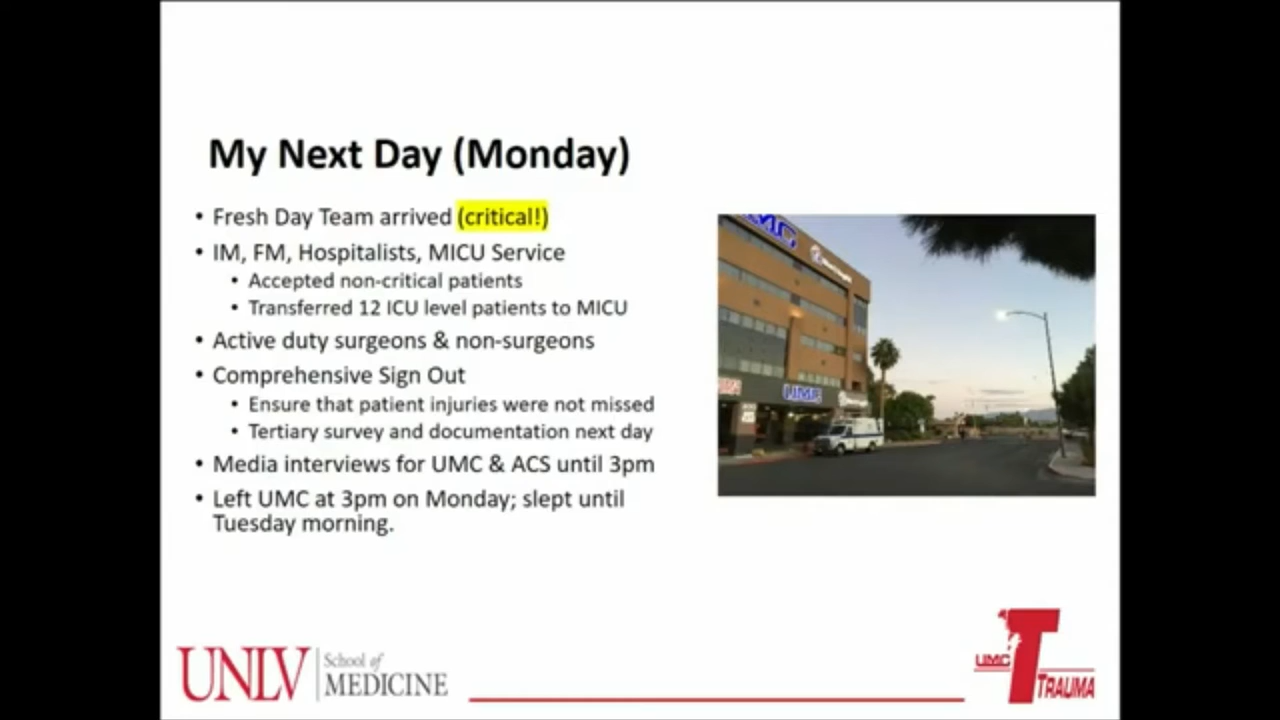 My Next Day (Monday)
• Fresh Day Team arrived (critical!)
• IM, FM, Hospitalists, MICU Service
• Accepted non-critical patients
• Transferred 12 ICU level patients to MICU
• Active duty surgeons & non-surgeons
• Comprehensive Sign Out
• Ensure that patient injuries were not missed
• Tertiary survey and documentation next day
• Media interviews for UMC & ACS until 3pm
• Left UMC at 3pm on Monday; slept until
Tuesday morning.
UMC
UNLV
School of
MEDICINE
UMC
T
TRAUMA